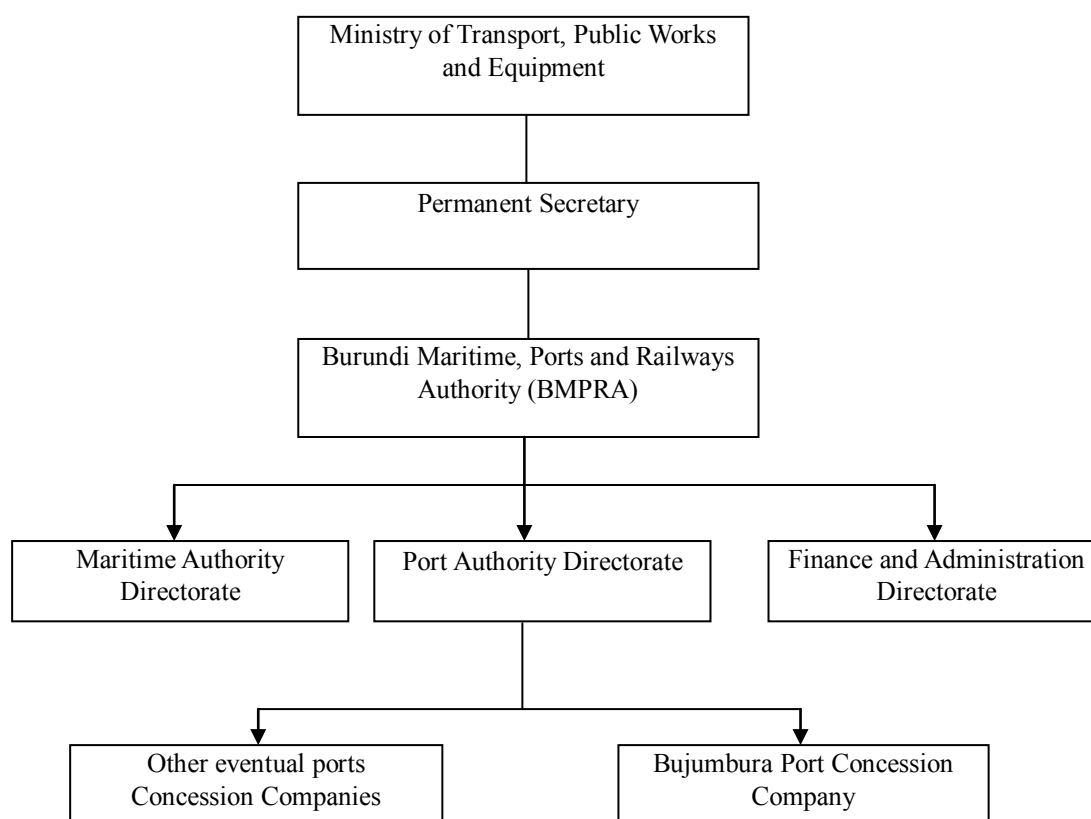 Ministry of Transport, Public Works
and Equipment
Permanent Secretary
Burundi Maritime, Ports and Railways
Authority (BMPRA)
Maritime Authority
Directorate
Port Authority Directorate
Finance and Administration
Directorate
Other eventual ports
Concession Companies
Bujumbura Port Concession
Company